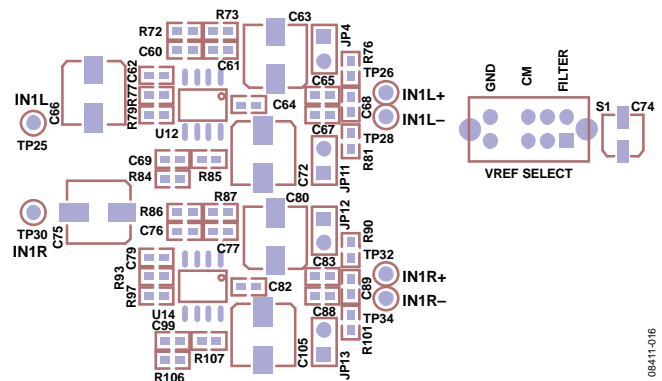 R73
C63
R72
JP4
C60
R76
C61
C62
C65
TP26
GND
CM
FILTER
IN1L
C66
R79
R77
C64
C68
IN1L+
IN1L–
S1
C74
U12
C67
TP28
TP25
C69
R85
R84
C72
JP11
R81
VREF SELECT
R87
C80
R86
JP12
TP30
C75
C76
R90
IN1R
C77
C79
C83
TP32
R93
C82
C89
IN1R+
R97
IN1R–
U14
C88
TP34
C99
R107
C105
JP13
R101
R106
08411-016